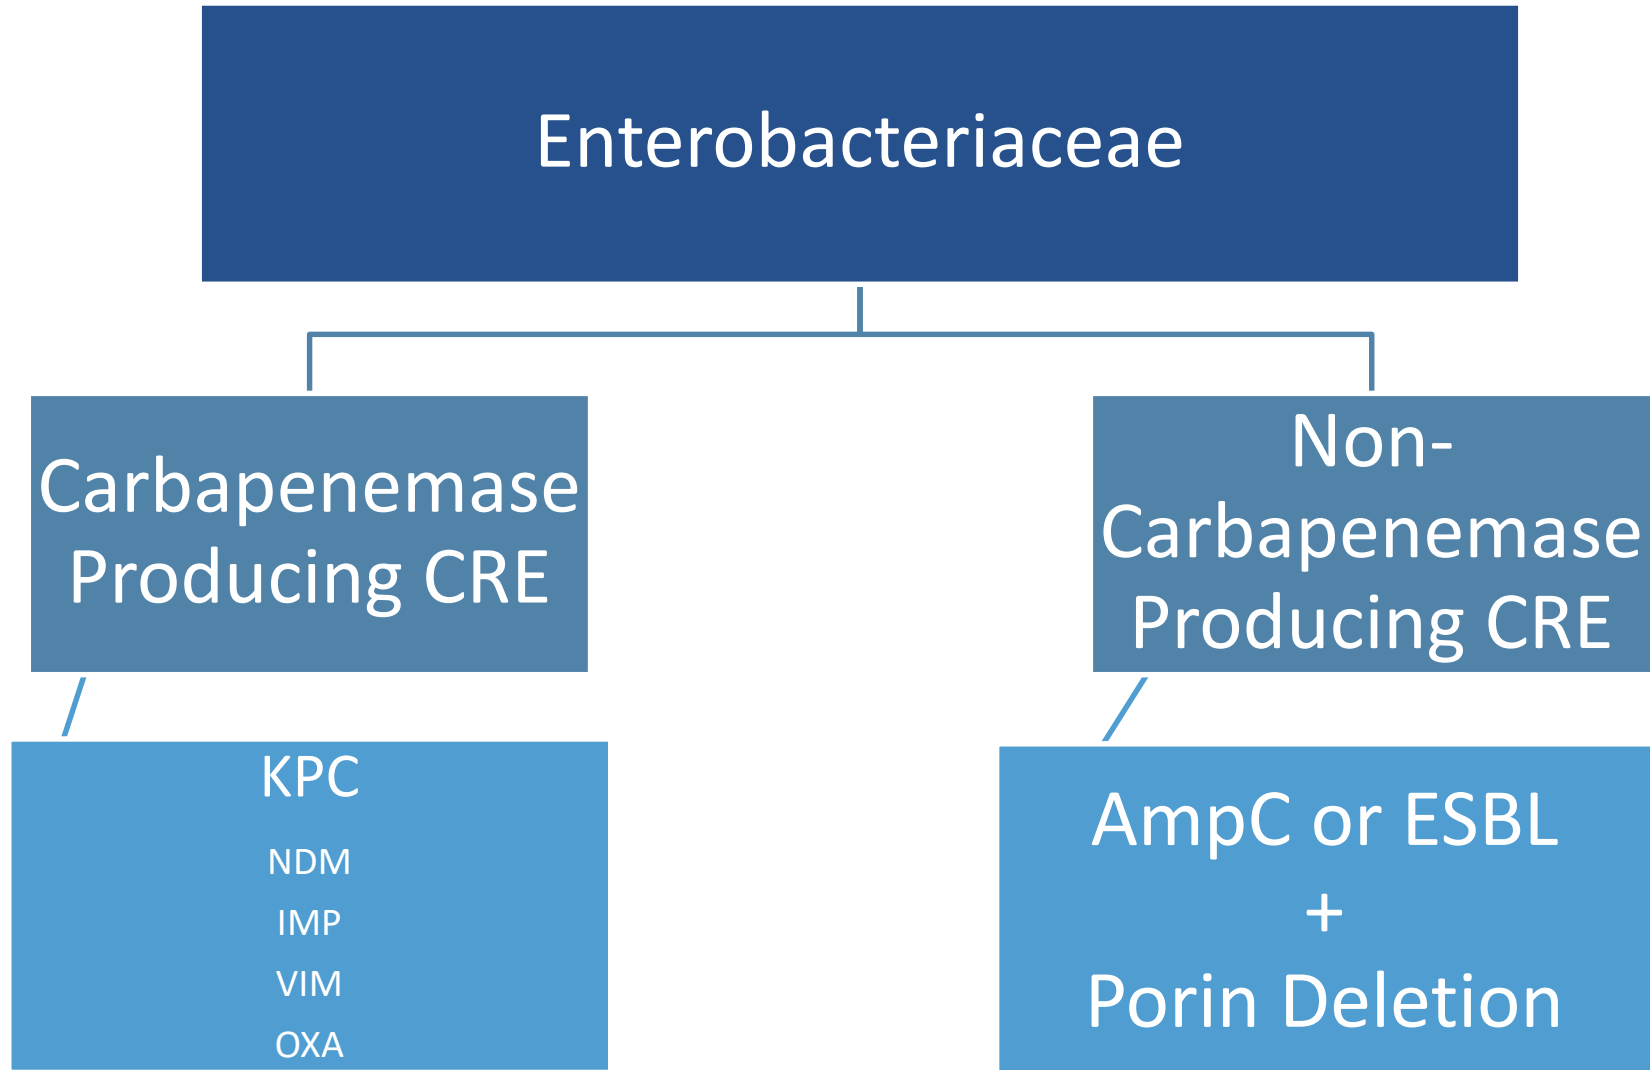 Enterobacteriaceae
Carbapenemase
Producing CRE
Non-
Carbapenemase
Producing CRE
KPC
NDM
IMP
VIM
OXA
AmpC or ESBL
+
Porin Deletion